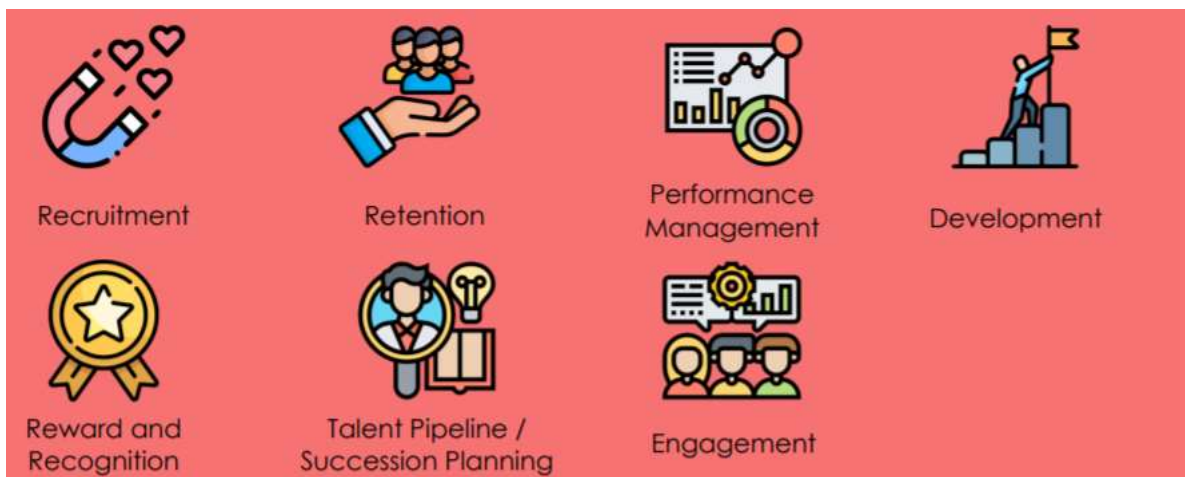 Recruitment
Retention
Performance
Management
Development
Reward and
Recognition
Talent Pipeline /
Succession Planning
Engagement